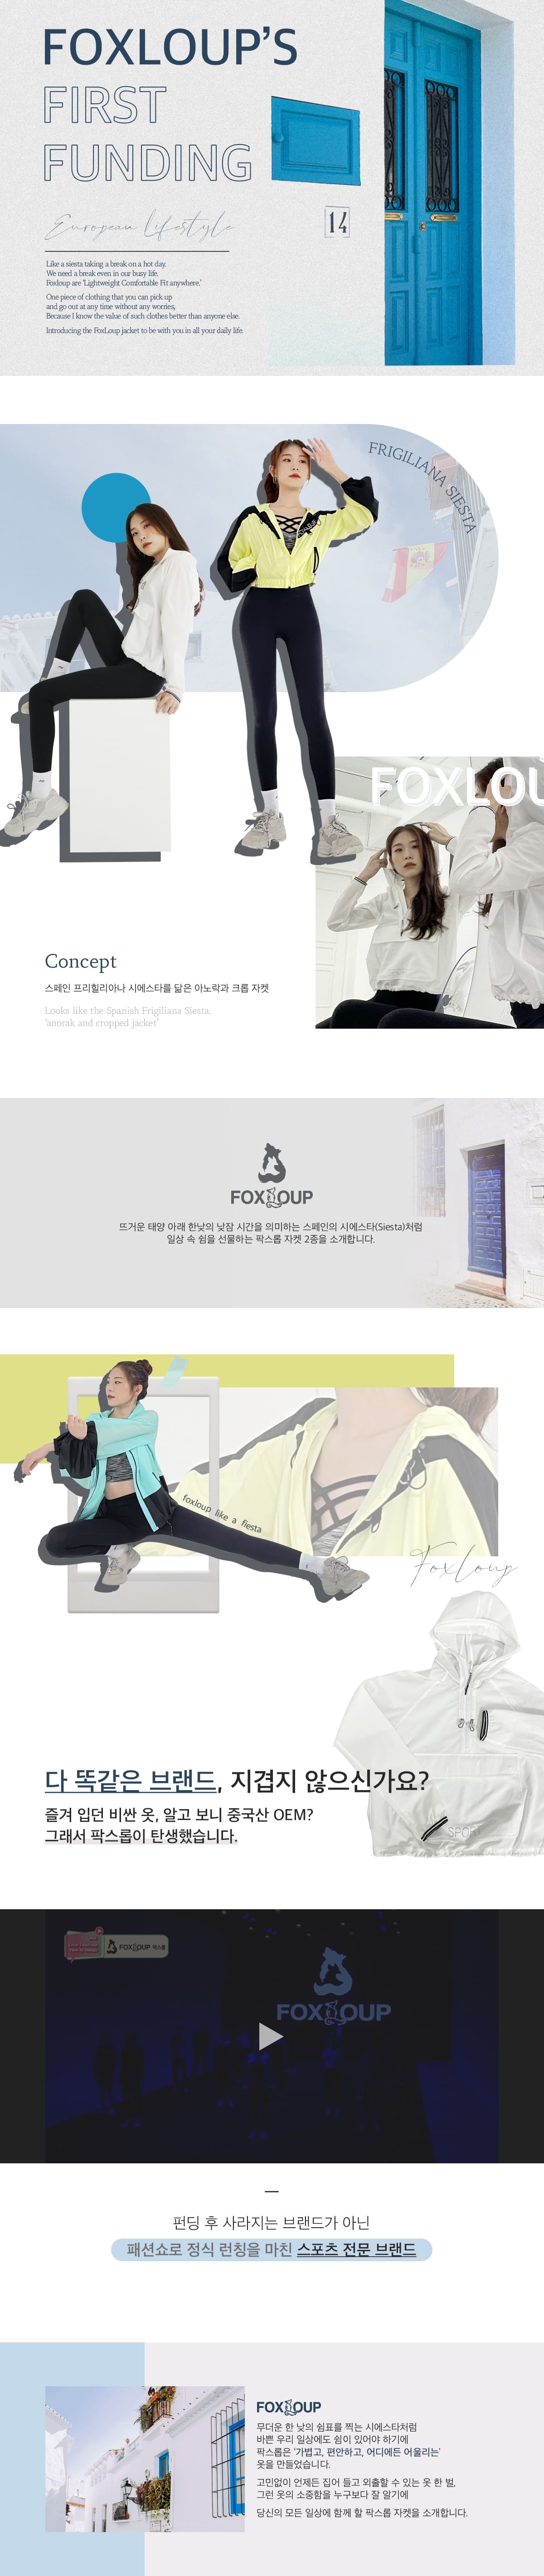 FOXLOUP'S
FIRST
FUNDING
European lifestyle
Like a siesta taking a break on a hot day,
We need a break even in our busy life.
Foxloup are 'Lightweight Comfortable Fit anywhere.'
One piece of clothing that you can pick up
and go out at any time without any worries,
Because I know the value of such clothes better than anyone else.
Introducing the FoxLoup jacket to be with you in all your daily life.
14
FRIGILIANA SIESTA
FOXLOU
Concept
스페인 프리힐리아나 시에스타를 닮은 아노락과 크롭 자켓
Looks like the Spanish Frigiliana Siesta,
'anorak and cropped jacket'
FOXLOUP
뜨거운 태양 아래 한낮의 낮잠 시간을 의미하는 스페인의 시에스타(Siesta)처럼
일상 속 쉼을 선물하는 팍스룹 자켓 2종을 소개합니다.
foxloup like a fiesta
FoxLoup
SPORT
다 똑같은 브랜드, 지겹지 않으신가요?
즐겨 입던 비싼 옷, 알고 보니 중국산 OEM?
그래서 팍스룹이 탄생했습니다.
FOXLOUP
FOXLOUP
펀딩 후 사라지는 브랜드가 아닌
패션쇼로 정식 런칭을 마친 스포츠 전문 브랜드
FOXLOUP
무더운 한 낮의 쉼표를 찍는 시에스타처럼
바쁜 우리 일상에도 쉼이 있어야 하기에
팍스룹은 '가볍고, 편안하고, 어디에든 어울리는'
옷을 만들었습니다.
고민없이 언제든 집어 들고 외출할 수 있는 옷 한 벌,
그런 옷의 소중함을 누구보다 잘 알기에
당신의 모든 일상에 함께 할 팍스룹 자켓을 소개합니다.